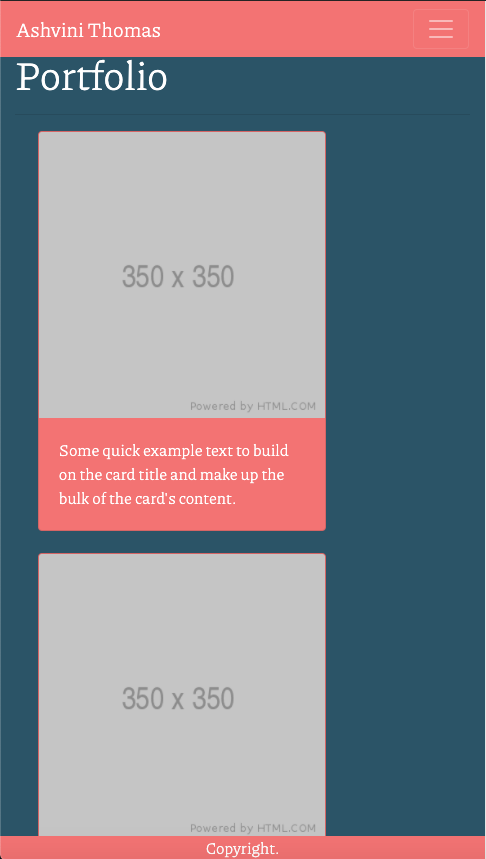 Ashvini Thomas
Portfolio
350 x 350
Powered by HTML.COM
Some quick example text to build
on the card title and make up the
bulk of the card's content.
350 x 350
Powered by HTML.COM
Copyright.